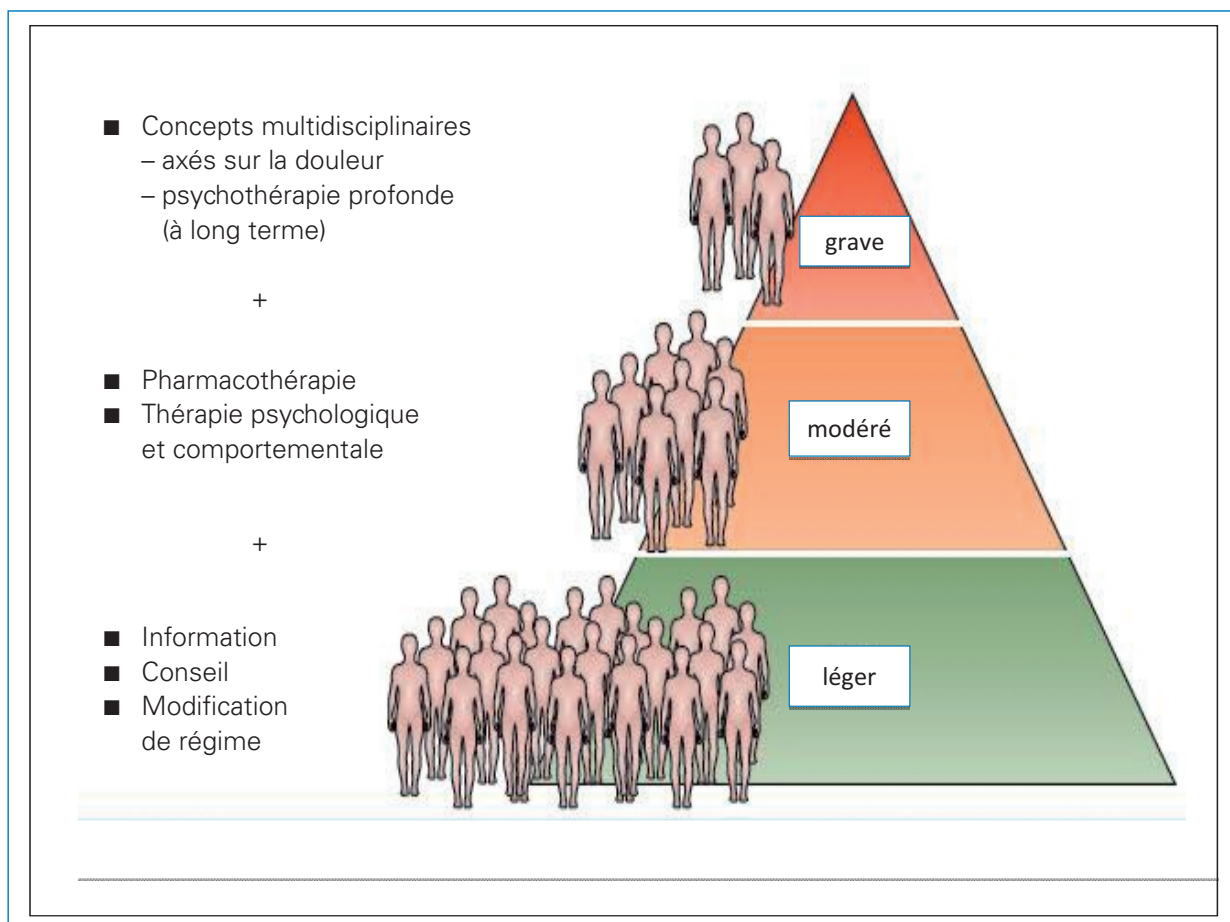 ■ Concepts multidisciplinaires
– axés sur la douleur
– psychothérapie profonde
(à long terme)
+
■ Pharmacothérapie
■ Thérapie psychologique
et comportementale
+
■ Information
■ Conseil
■ Modification
de régime
grave
modéré
léger